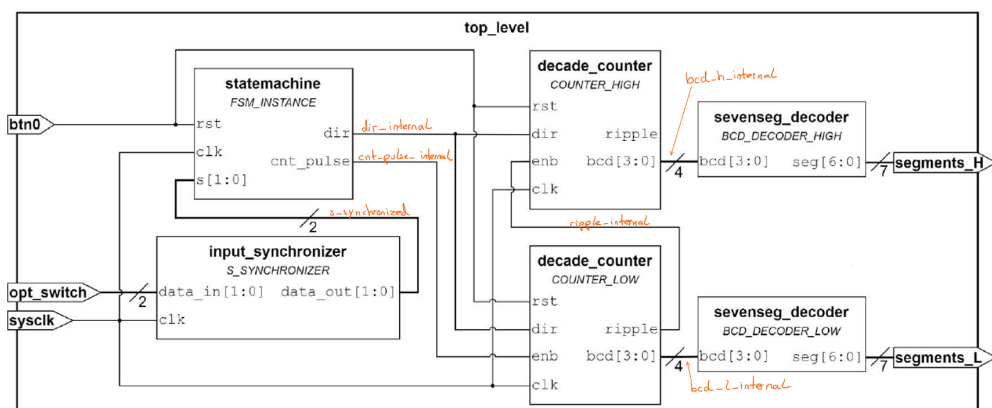 top_level
btn0
statemachine
FSM_INSTANCE
rst
clk
s[1:0]
dir
cnt_pulse
dir_internal
cnt_pulse_internal
2
s_synchronized
input_synchronizer
S_SYNCHRONIZER
opt_switch
2
data_in[1:0]
data_out[1:0]
sysclk
clk
decade_counter
COUNTER_HIGH
rst
dir
ripple
enb
bcd[3:0]
clk
bcd_h_internal
4
sevenseg_decoder
BCD_DECODER_HIGH
bcd[3:0]
seg[6:0]
7
segments_H
ripple_internal
decade_counter
COUNTER_LOW
rst
dir
ripple
enb
bcd[3:0]
clk
4
bcd_L_internal
sevenseg_decoder
BCD_DECODER_LOW
bcd[3:0]
seg[6:0]
7
segments_L